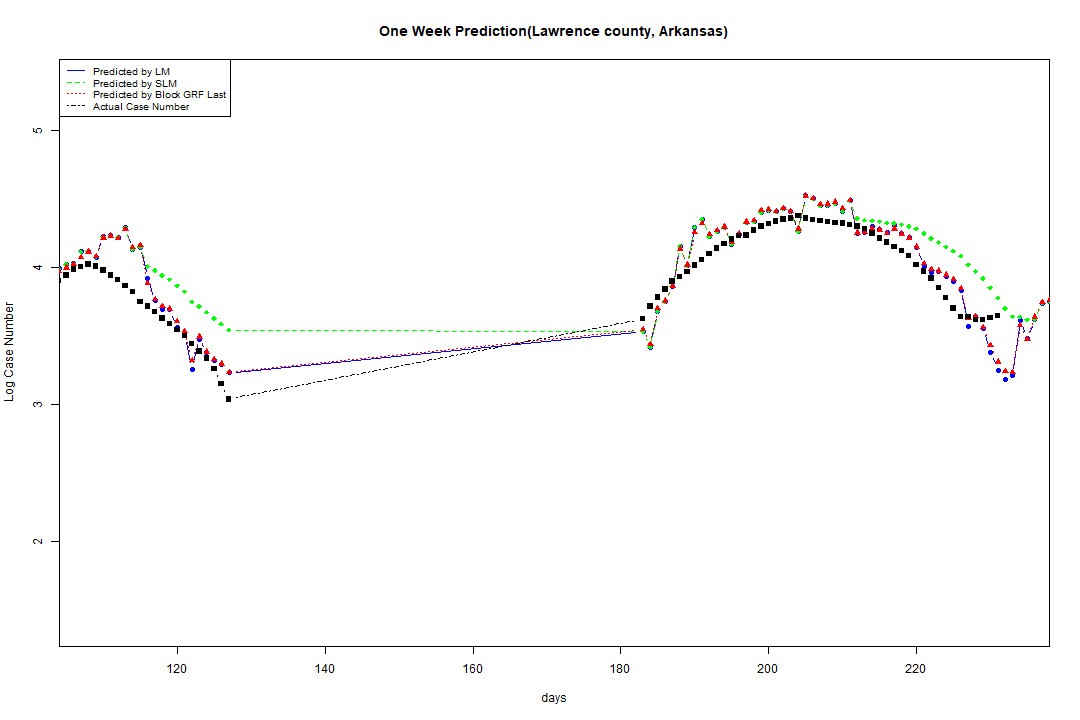 One Week Prediction(Lawrence county, Arkansas)
Predicted by LM
Predicted by SLM
Predicted by Block GRF Last
Actual Case Number
5
4
3
2
Log Case Number
120 140 160 180 200 220
days